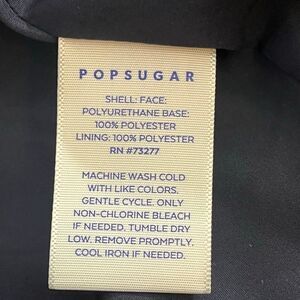 POPSUGAR
SHELL: FACE:
POLYURETHANE BASE:
100% POLYESTER
LINING: 100% POLYESTER
RN #73277
MACHINE WASH COLD
WITH LIKE COLORS.
GENTLE CYCLE. ONLY
NON-CHLORINE BLEACH
IF NEEDED. TUMBLE DRY
LOW. REMOVE PROMPTLY.
COOL IRON IF NEEDED.